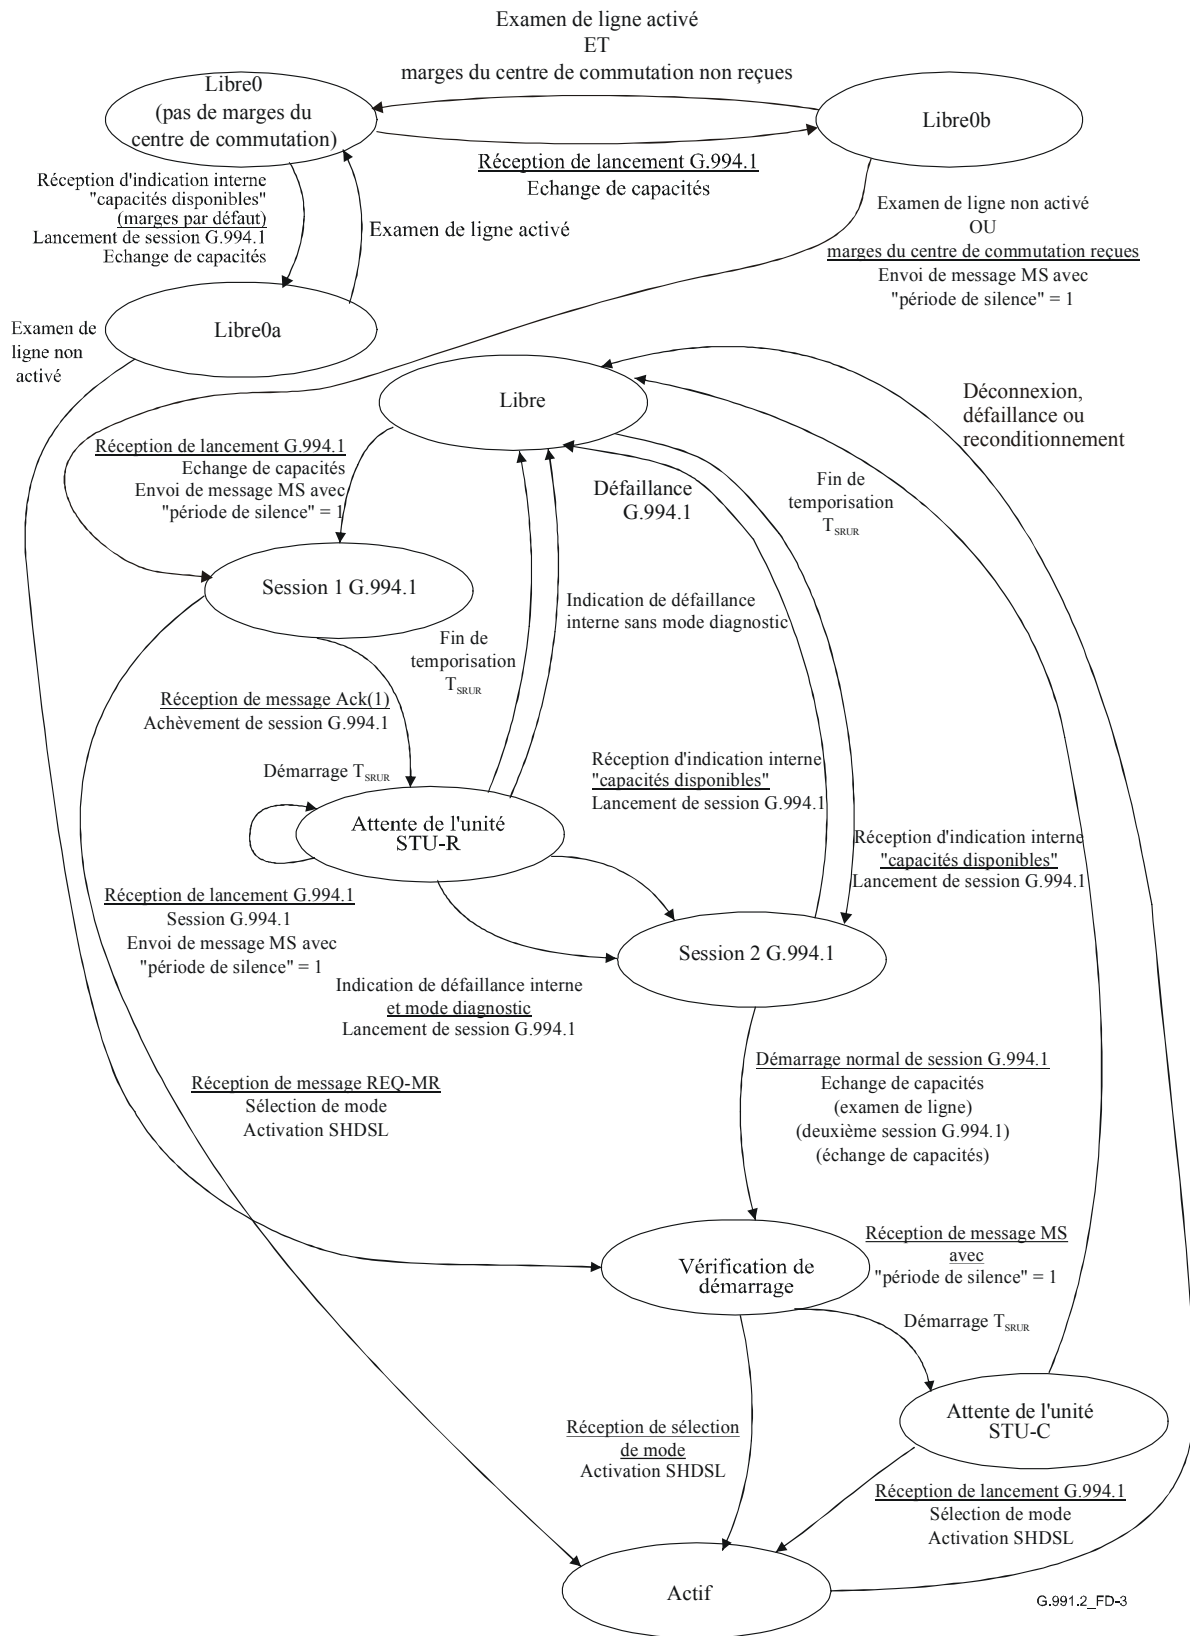 Examen de ligne activé
ET
marges du centre de commutation non reçues
Libre0
(pas de marges du
centre de commutation)
Libre0b
Réception de lancement G.994.1
Echange de capacités
Réception d'indication interne
"capacités disponibles"
(marges par défaut)
Lancement de session G.994.1
Echange de capacités
Examen de ligne activé
Examen de ligne non activé
OU
marges du centre de commutation reçues
Envoi de message MS avec
"période de silence" = 1
Libre0a
Examen de
ligne non
activé
Libre
Déconnexion,
défaillance ou
reconditionnement
Réception de lancement G.994.1
Echange de capacités
Envoi de message MS avec
"période de silence" = 1
Défaillance
G.994.1
Fin de
temporisation
TSRUR
Session 1 G.994.1
Indication de défaillance
interne sans mode diagnostic
Fin de
temporisation
TSRUR
Réception de message Ack(1)
Achèvement de session G.994.1
Démarrage TSRUR
Réception d'indication interne
"capacités disponibles"
Lancement de session G.994.1
Attente de l'unité
STU-R
Réception d'indication interne
"capacités disponibles"
Lancement de session G.994.1
Réception de lancement G.994.1
Session G.994.1
Envoi de message MS avec
"période de silence" = 1
Session 2 G.994.1
Indication de défaillance interne
et mode diagnostic
Lancement de session G.994.1
Démarrage normal de session G.994.1
Echange de capacités
(examen de ligne)
(deuxième session G.994.1)
(échange de capacités)
Réception de message REQ-MR
Sélection de mode
Activation SHDSL
Vérification de
démarrage
Réception de message MS
avec
"période de silence" = 1
Démarrage TSRUR
Attente de l'unité
STU-C
Réception de sélection
de mode
Activation SHDSL
Réception de lancement G.994.1
Sélection de mode
Activation SHDSL
Actif
G.991.2_FD-3